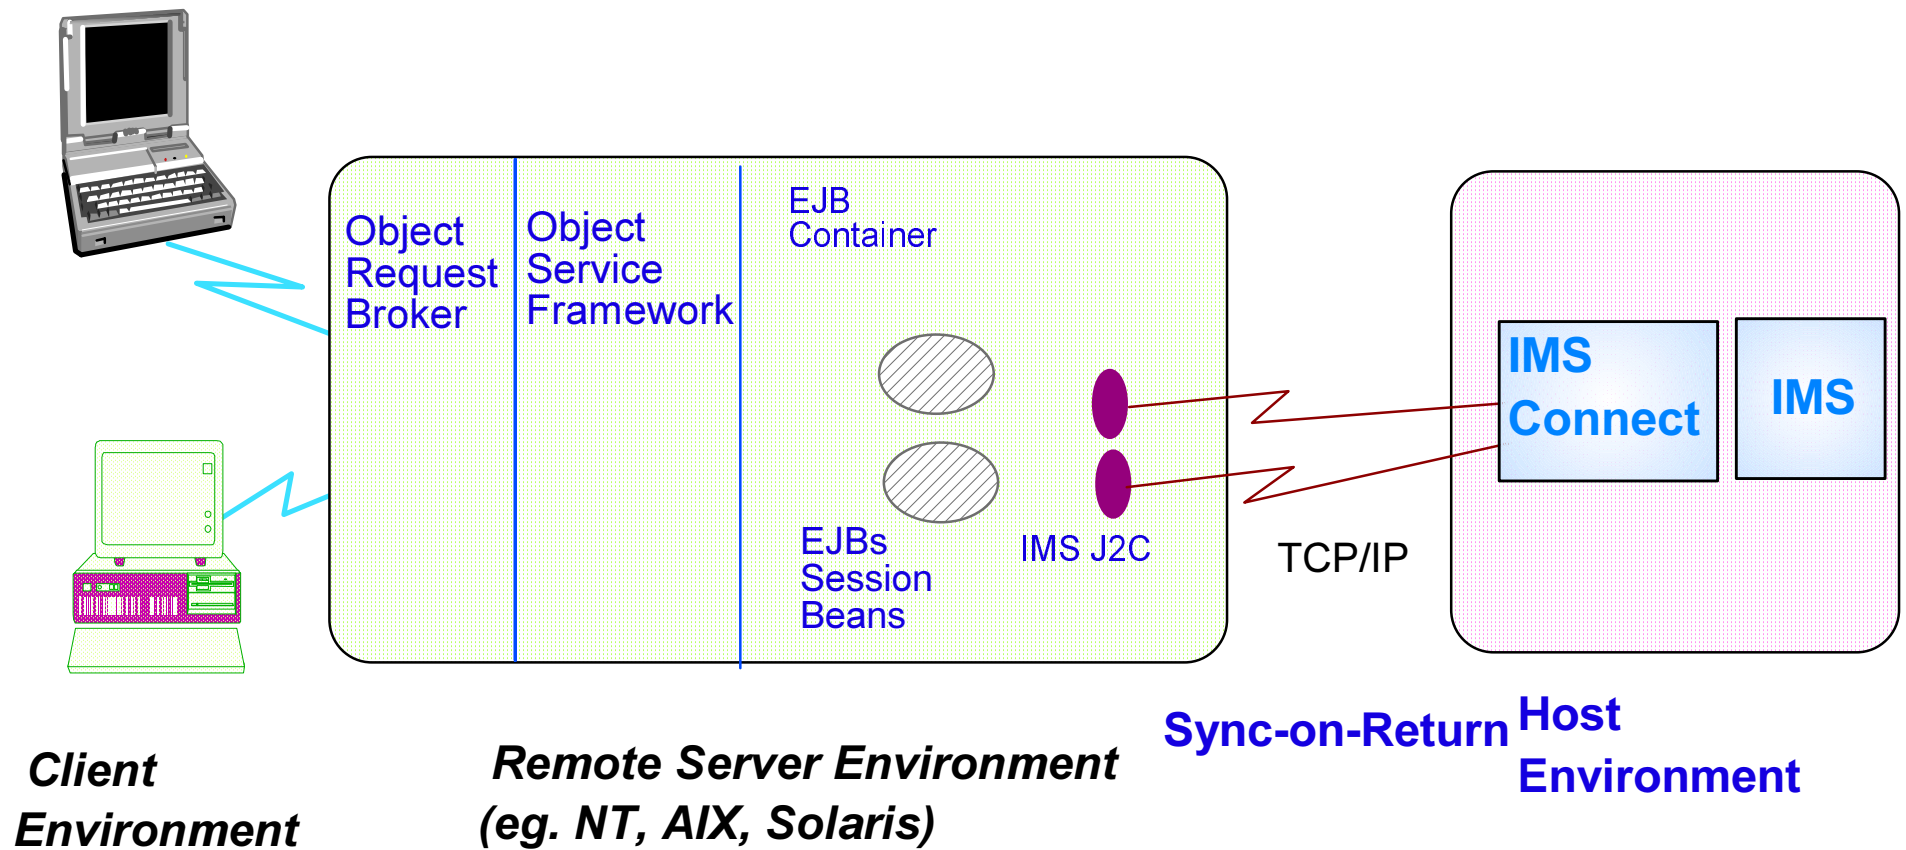 Object
Request
Broker
Object
Service
Framework
EJB
Container
EJBs
Session
Beans
IMS J2C
TCP/IP
IMS
Connect
IMS
Client
Environment
Remote Server Environment
(eg. NT, AIX, Solaris)
Sync-on-Return
Host
Environment